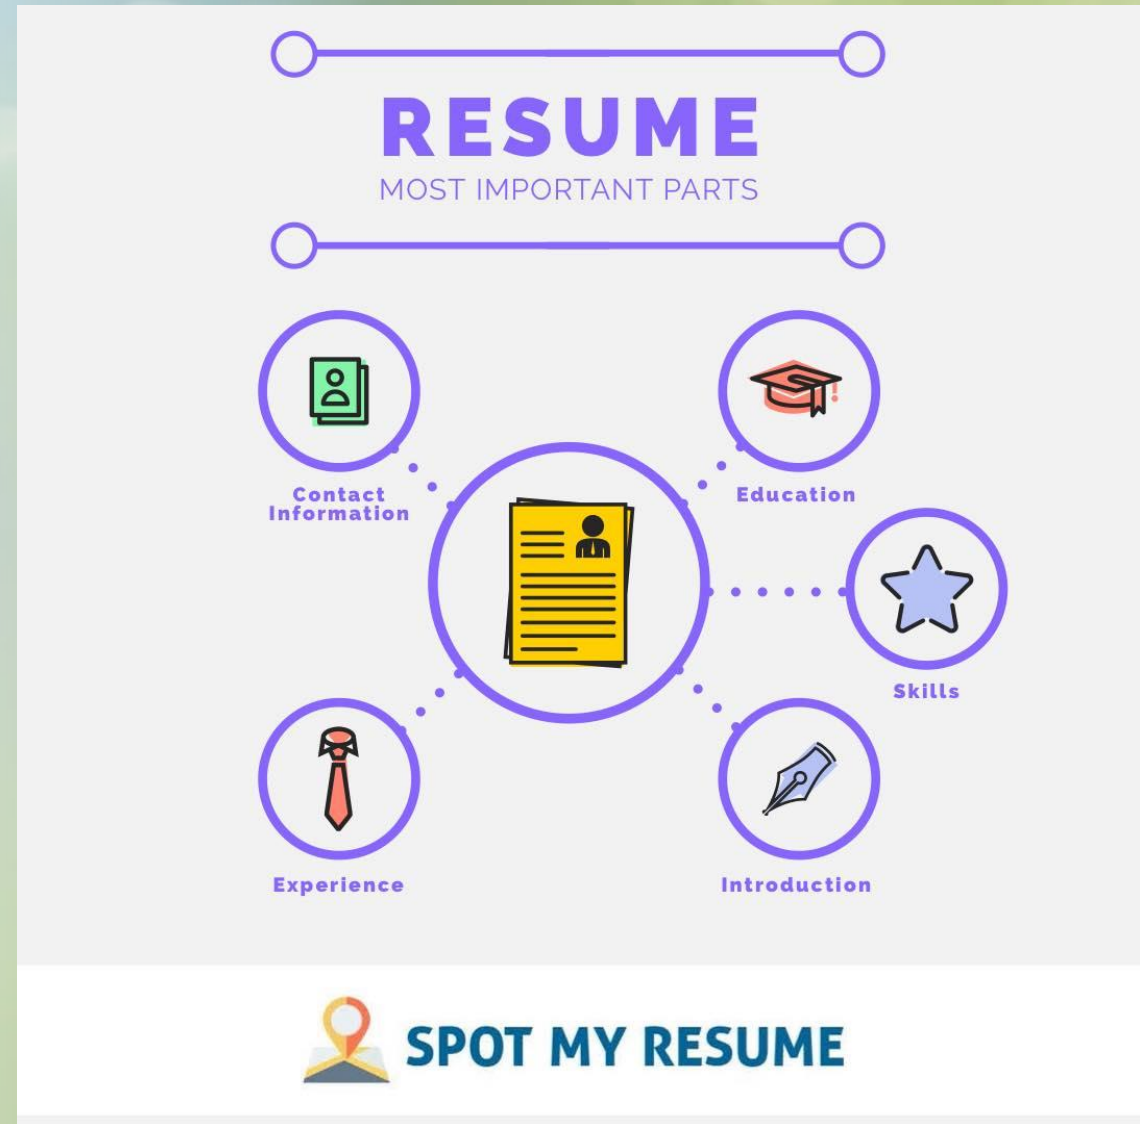 RESUME
MOST IMPORTANT PARTS
Contact
Information
Education
Skills
Experience
Introduction
SPOT MY RESUME